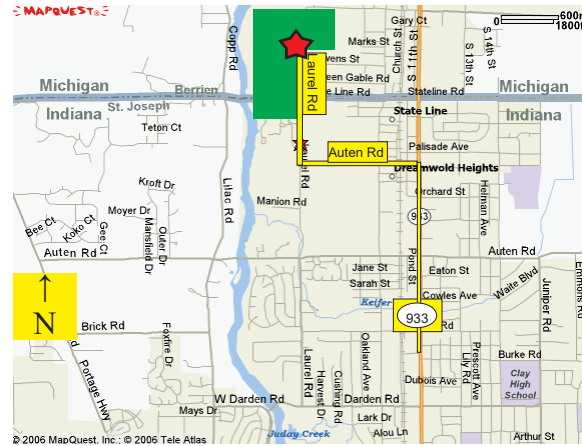 MAPQUEST
0 600m
1800ft
Gary Ct
Copp Rd
Laurel Rd
Marks St
Church St
S 11th St
S 13th St
S 14th St
vens St
een Gable Rd
e Line Rd
Stateline Rd
Michigan
Berrien
Michigan
St. Joseph
Indiana
State Line
Indiana
Teton Ct
Auten Rd
Palisade Ave
Dreamwold Heights
Kroft Dr
Lilac Rd
Orchard St
Helman Ave
Manion Rd
Moyer Dr
933
Bee Ct
Koko Ct
Gee Ct
Mansfield Dr
Outer Dr
Auten Rd
Auten Rd
Pond St
Jane St
Eaton St
Sarah St
Waite Blvd
Emmons Rd
Juniper Rd
Keifer
Cowles Ave
N
933
Rd
Brick Rd
Foxfire Dr
Portage Hwy
Laurel Rd
Harvest Dr
Cushing Rd
Oakland Ave
Prescott Ave
Lily Rd
Burke Rd
Clay
High
School
Dubois Ave
W Darden Rd
Darden Rd
Mays Dr
Lark Dr
Juday Creek
Alou Ln
Arthur St
© 2006 MapQuest, Inc.; © 2006 Tele Atlas